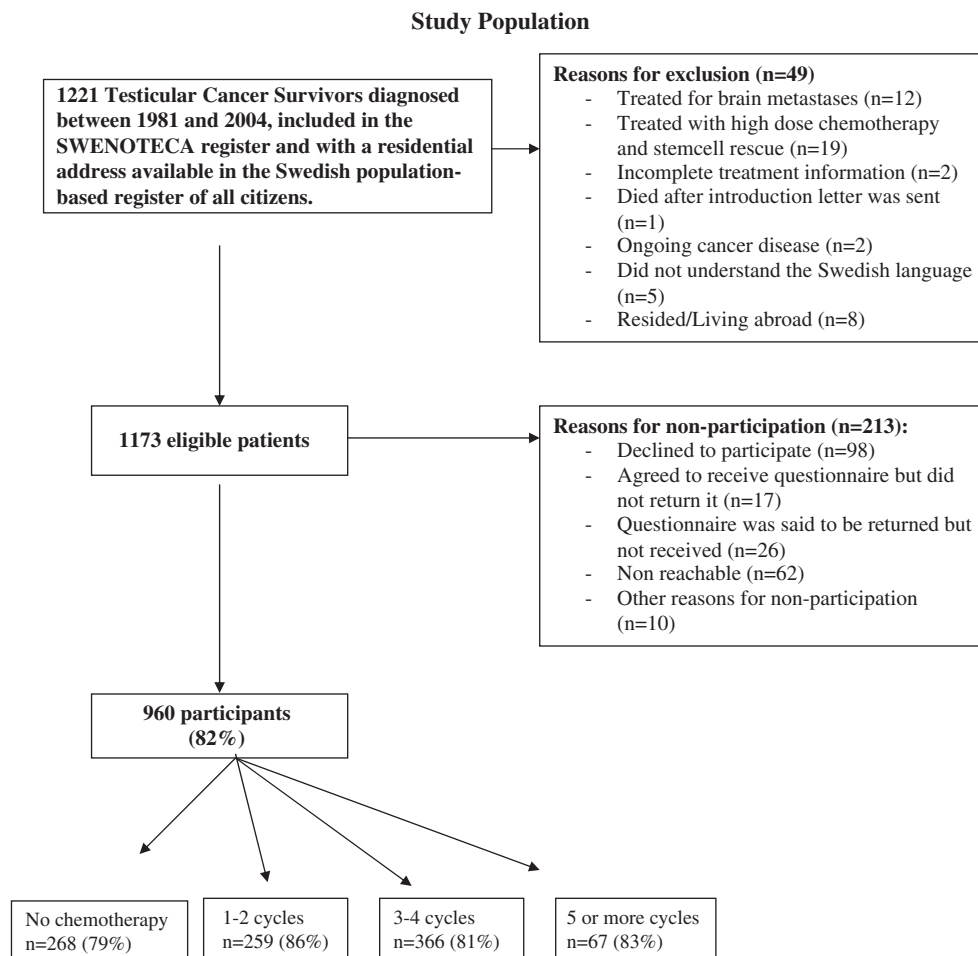 Study Population
1221 Testicular Cancer Survivors diagnosed
between 1981 and 2004, included in the
SWENOTECA register and with a residential
address available in the Swedish population-
based register of all citizens.
Reasons for exclusion (n=49)
- Treated for brain metastases (n=12)
- Treated with high dose chemotherapy
and stemcell rescue (n=19)
- Incomplete treatment information (n=2)
- Died after introduction letter was sent
(n=1)
- Ongoing cancer disease (n=2)
- Did not understand the Swedish language
(n=5)
- Resided/Living abroad (n=8)
1173 eligible patients
Reasons for non-participation (n=213):
- Declined to participate (n=98)
- Agreed to receive questionnaire but did
not return it (n=17)
- Questionnaire was said to be returned but
not received (n=26)
- Non reachable (n=62)
- Other reasons for non-participation
(n=10)
960 participants
(82%)
No chemotherapy
n=268 (79%)
1-2 cycles
n=259 (86%)
3-4 cycles
n=366 (81%)
5 or more cycles
n=67 (83%)